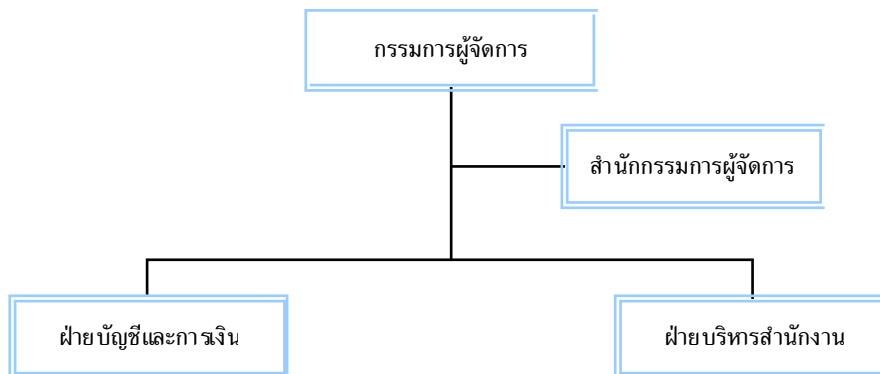 กรรมการผู้จัดการ
สำนักกรรมการผู้จัดการ
ฝ่ายบัญชีและการเงิน
ฝ่ายบริหารสำนักงาน